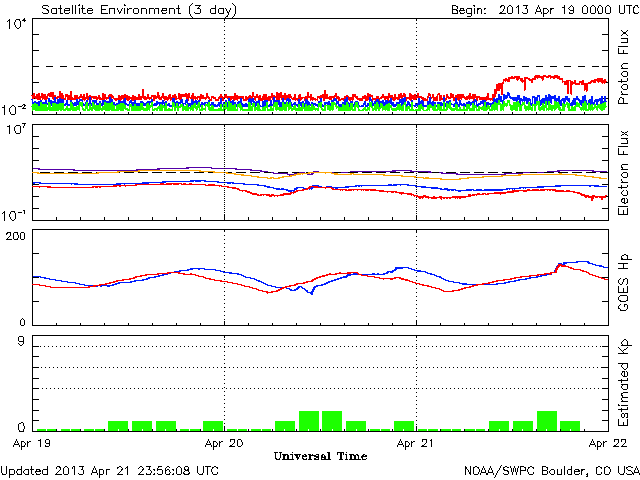 Satellite Environment (3 day)
Begin: 2013 Apr 19 0000 UTC
10⁴
10⁻²
Proton Flux
10⁷
10⁻¹
Electron Flux
200
0
GOES Hp
9
0
Estimated Kp
Apr 19
Apr 20
Apr 21
Apr 22
Universal Time
Updated 2013 Apr 21 23:56:08 UTC
NOAA/SWPC Boulder, CO USA